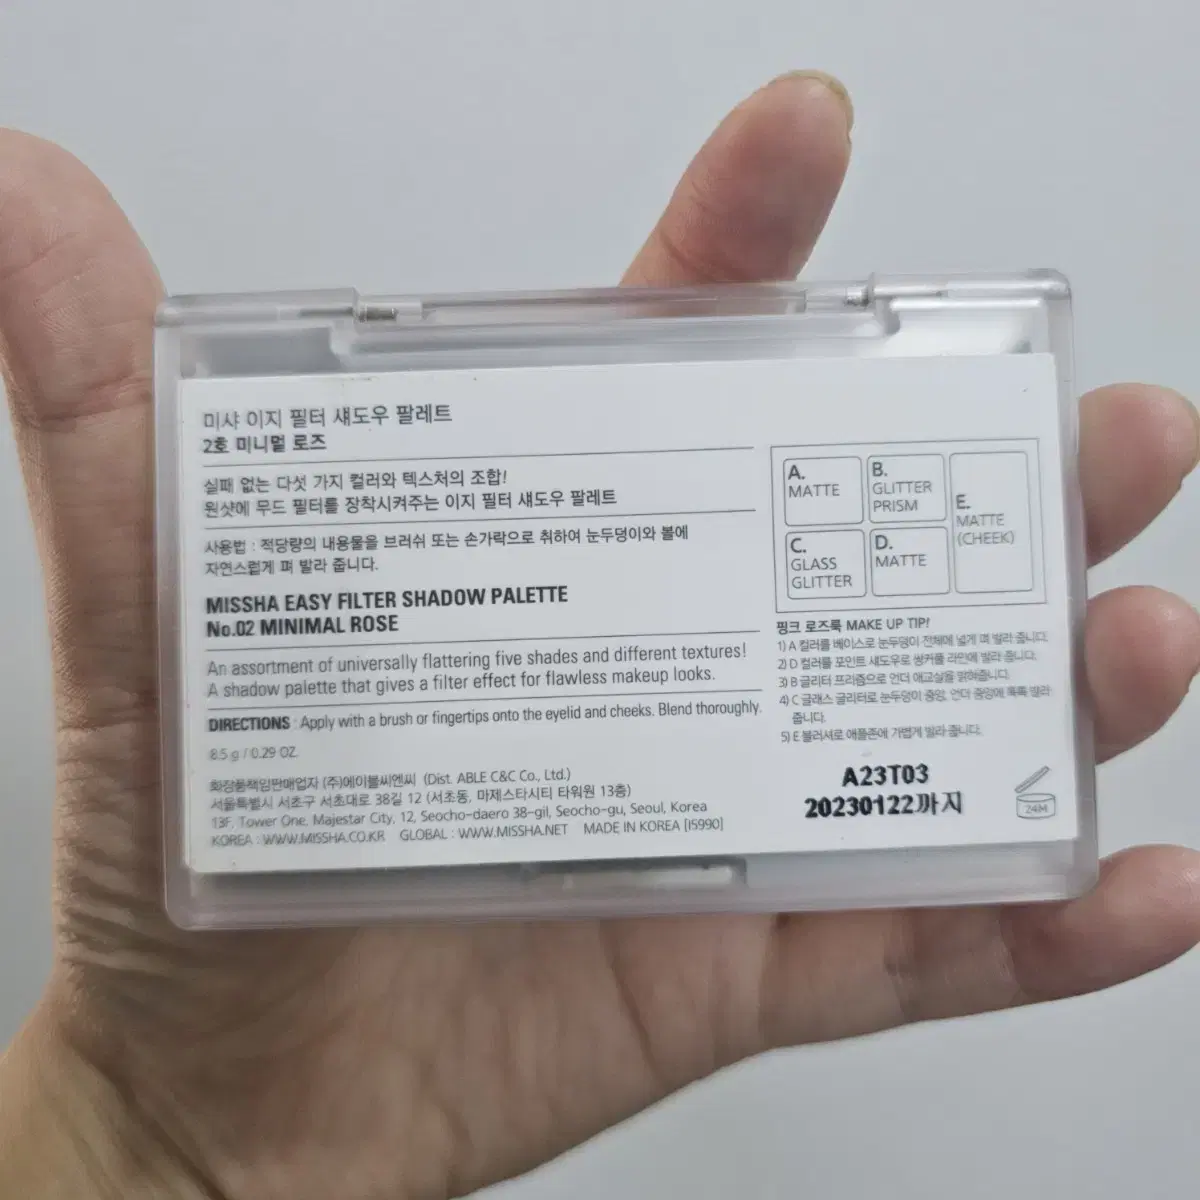 미샤 이지 필터 섀도우 팔레트
2호 미니멀 로즈
실패 없는 다섯 가지 컬러와 텍스처의 조합!
원샷에 무드 필터를 장착시켜주는 이지 필터 섀도우 팔레트
사용법 : 적당량의 내용물을 브러쉬 또는 손가락으로 취하여 눈두덩이와 볼에
자연스럽게 펴 발라 줍니다.
MISSHA EASY FILTER SHADOW PALETTE
No.02 MINIMAL ROSE
An assortment of universally flattering five shades and different textures!
A shadow palette that gives a filter effect for flawless makeup looks.
DIRECTIONS : Apply with a brush or fingertips onto the eyelid and cheeks. Blend thoroughly.
8.5 g / 0.29 OZ.
화장품책임판매업자 (주)에이블씨엔씨 (Dist. ABLE C&C Co., Ltd.)
서울특별시 서초구 서초대로 38길 12 (서초동, 마제스타시티 타워원 13층)
13F, Tower One, Majestar City, 12, Seocho-daero 38-gil, Seocho-gu, Seoul, Korea
KOREA : WWW.MISSHA.CO.KR GLOBAL : WWW.MISSHA.NET MADE IN KOREA [I5990]
A.
MATTE
B.
GLITTER
PRISM
C.
GLASS
GLITTER
D.
MATTE
E.
MATTE
(CHEEK)
핑크 로즈룩 MAKE UP TIP!
1) A 컬러를 베이스로 눈두덩이 전체에 넓게 펴 발라 줍니다.
2) D 컬러를 포인트 섀도우로 쌍커풀 라인에 발라 줍니다.
3) B 글리터 프리즘으로 언더 애교살을 밝혀줍니다.
4) C 글래스 글리터로 눈두덩이 중앙, 언더 중앙에 톡톡 발라
줍니다.
5) E 블러셔로 애플존에 가볍게 발라 줍니다.
A23T03
20230122까지
24M